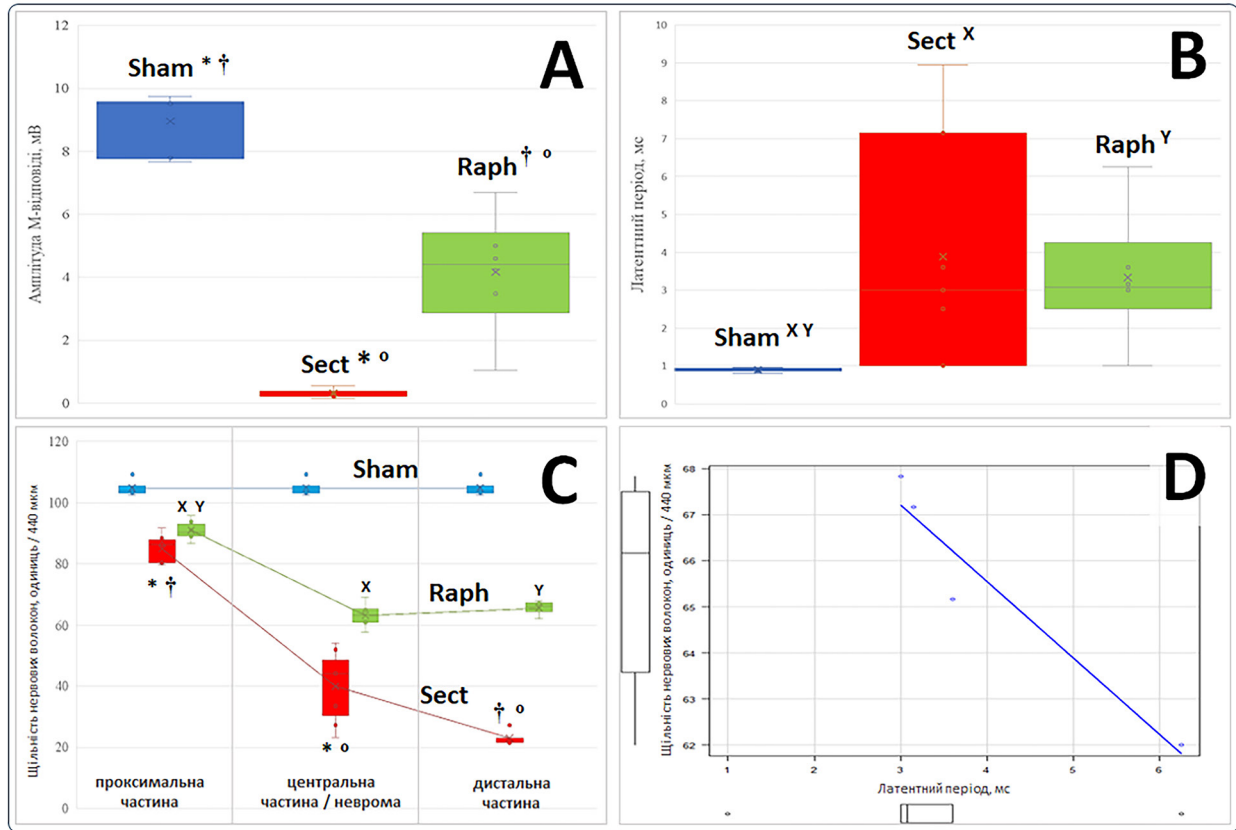 A
Амплітуда М-відповіді, мВ
12
10
8
6
4
2
0
Sham * †
Sect * о
Raph † о
B
Латентний період, мс
10
9
8
7
6
5
4
3
2
1
0
Sham X Y
Sect X
Raph Y
C
Щільність нервових волокон, одиниць / 440 мкм
120
100
80
60
40
20
0
Sham
X Y
X
Y
Raph
* †
Sect
† о
* о
проксимальна
частина
центральна
частина / неврома
дистальна
частина
D
Щільність нервових волокон, одиниць / 440 мкм
68
67
66
65
64
63
62
1 2 3 4 5 6
Латентний період, мс